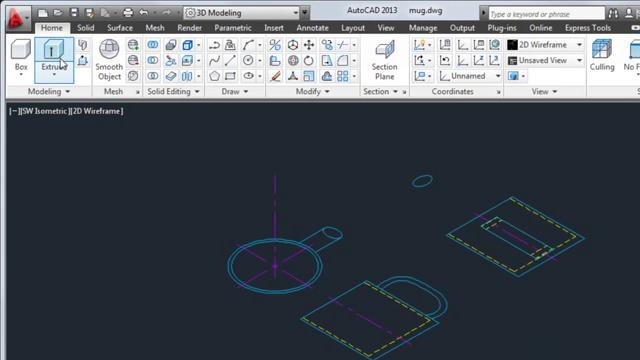 3D Modeling
AutoCAD 2013 mug.dwg
Type a keyword or phrase
Home Solid Surface Mesh Render Parametric Insert Annotate View Manage Output Plug-ins Online Express Tools
Box
Extrude
Smooth Object
Section Plane
2D Wireframe
Unsaved View
Unnamed
Culling
No F
Modeling Mesh Solid Editing Draw Modify Section Coordinates View
[−][SW Isometric][2D Wireframe]